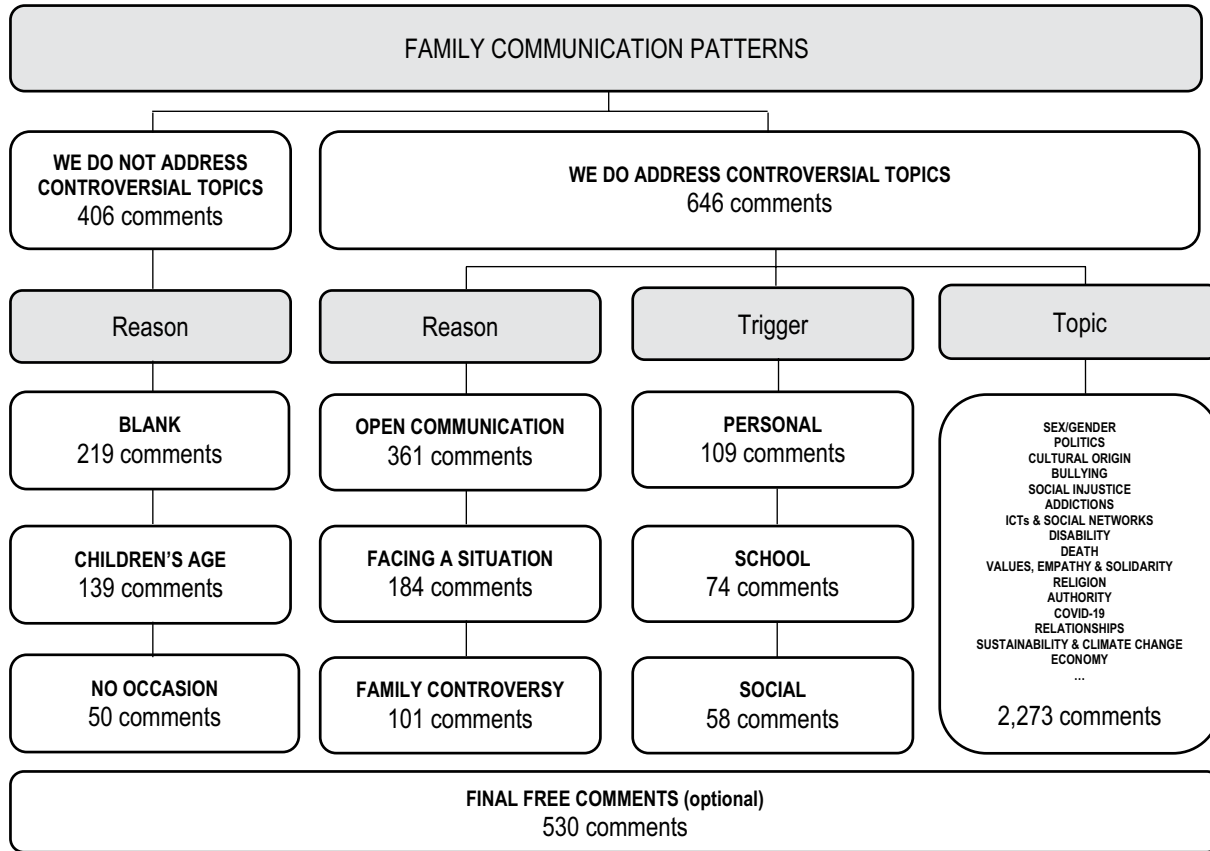 FAMILY COMMUNICATION PATTERNS
WE DO NOT ADDRESS
CONTROVERSIAL TOPICS
406 comments
WE DO ADDRESS CONTROVERSIAL TOPICS
646 comments
Reason
Reason
Trigger
Topic
BLANK
219 comments
OPEN COMMUNICATION
361 comments
PERSONAL
109 comments
SEX/GENDER
POLITICS
CULTURAL ORIGIN
BULLYING
SOCIAL INJUSTICE
ADDICTIONS
ICTs & SOCIAL NETWORKS
DISABILITY
DEATH
VALUES, EMPATHY & SOLIDARITY
RELIGION
AUTHORITY
COVID-19
RELATIONSHIPS
SUSTAINABILITY & CLIMATE CHANGE
ECONOMY
...
2,273 comments
CHILDREN'S AGE
139 comments
FACING A SITUATION
184 comments
SCHOOL
74 comments
NO OCCASION
50 comments
FAMILY CONTROVERSY
101 comments
SOCIAL
58 comments
FINAL FREE COMMENTS (optional)
530 comments